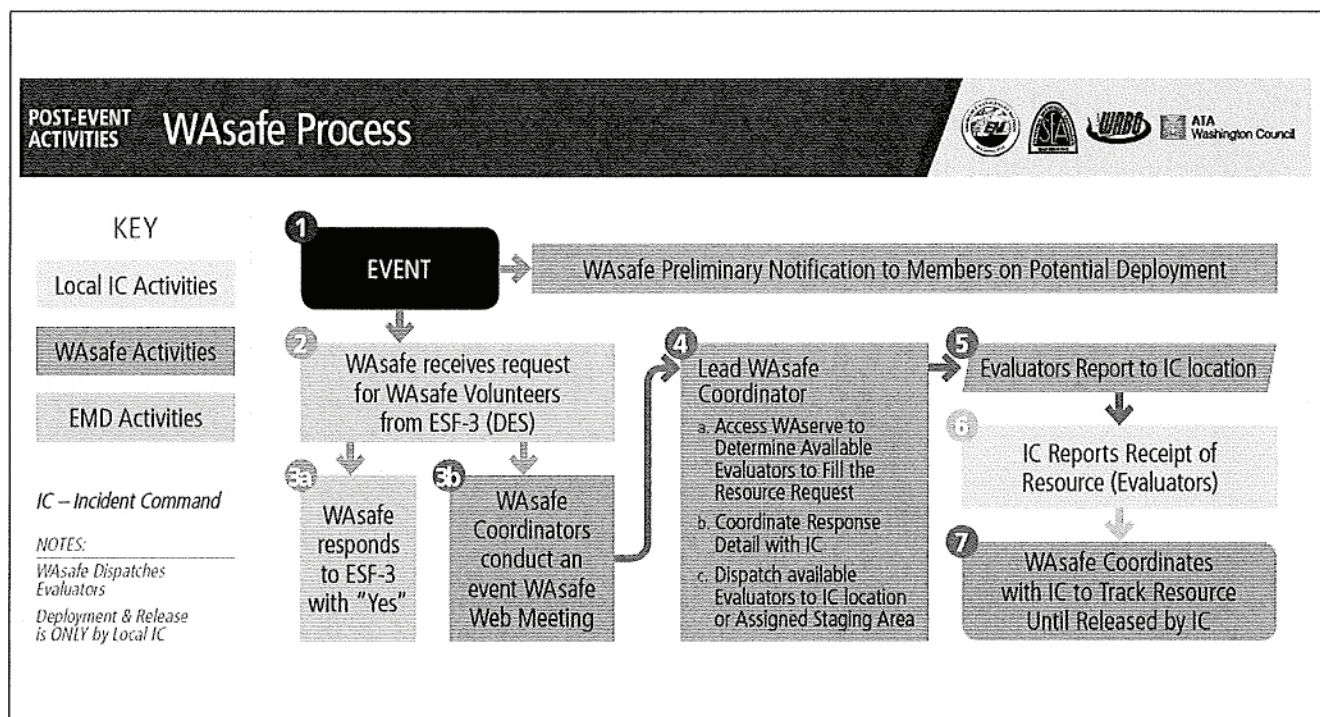 POST-EVENT
ACTIVITIES
WAsafe Process
WABO
AIA
Washington Council
KEY
Local IC Activities
WAsafe Activities
EMD Activities
IC – Incident Command
NOTES:
WAsafe Dispatches
Evaluators
Deployment & Release
is ONLY by Local IC
1
EVENT
WAsafe Preliminary Notification to Members on Potential Deployment
2
WAsafe receives request
for WAsafe Volunteers
from ESF-3 (DES)
3a
WAsafe
responds
to ESF-3
with "Yes"
3b
WAsafe
Coordinators
conduct an
event WAsafe
Web Meeting
4
Lead WAsafe
Coordinator
a. Access WAserve to
Determine Available
Evaluators to Fill the
Resource Request
b. Coordinate Response
Detail with IC
c. Dispatch available
Evaluators to IC location
or Assigned Staging Area
5
Evaluators Report to IC location
6
IC Reports Receipt of
Resource (Evaluators)
7
WAsafe Coordinates
with IC to Track Resource
Until Released by IC